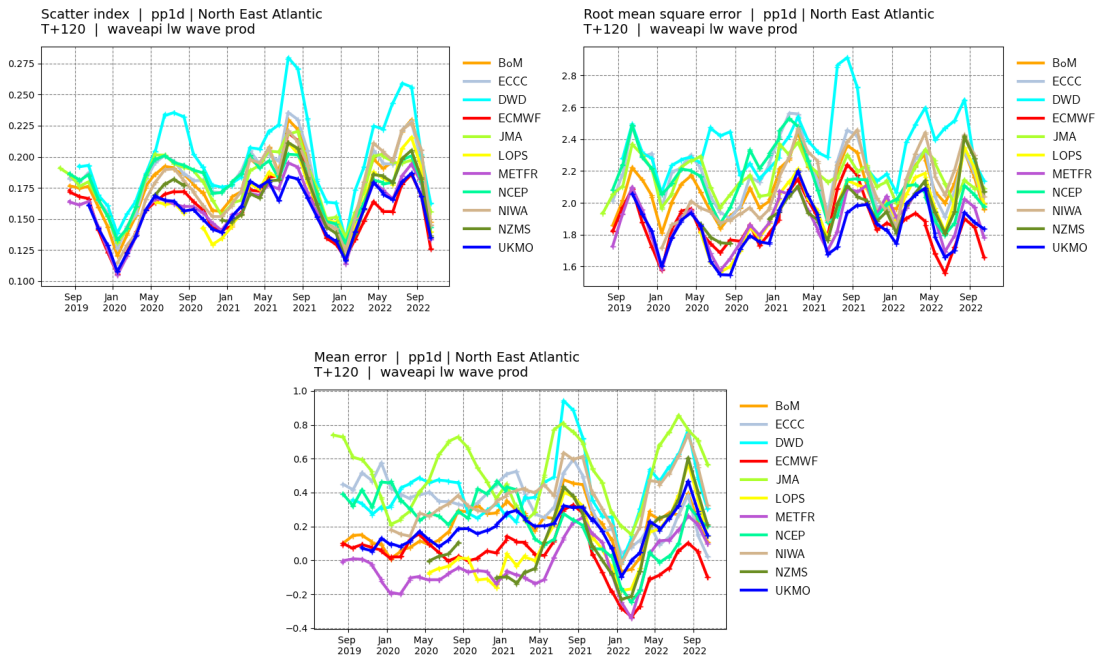 Scatter index | pp1d | North East Atlantic
T+120 | waveapi lw wave prod
0.275
0.250
0.225
0.200
0.175
0.150
0.125
0.100
Sep 2019
Jan 2020
May 2020
Sep 2020
Jan 2021
May 2021
Sep 2021
Jan 2022
May 2022
Sep 2022
BoM
ECCC
DWD
ECMWF
JMA
LOPS
METFR
NCEP
NIWA
NZMS
UKMO
Root mean square error | pp1d | North East Atlantic
T+120 | waveapi lw wave prod
2.8
2.6
2.4
2.2
2.0
1.8
1.6
Sep 2019
Jan 2020
May 2020
Sep 2020
Jan 2021
May 2021
Sep 2021
Jan 2022
May 2022
Sep 2022
BoM
ECCC
DWD
ECMWF
JMA
LOPS
METFR
NCEP
NIWA
NZMS
UKMO
Mean error | pp1d | North East Atlantic
T+120 | waveapi lw wave prod
1.0
0.8
0.6
0.4
0.2
0.0
−0.2
−0.4
Sep 2019
Jan 2020
May 2020
Sep 2020
Jan 2021
May 2021
Sep 2021
Jan 2022
May 2022
Sep 2022
BoM
ECCC
DWD
ECMWF
JMA
LOPS
METFR
NCEP
NIWA
NZMS
UKMO